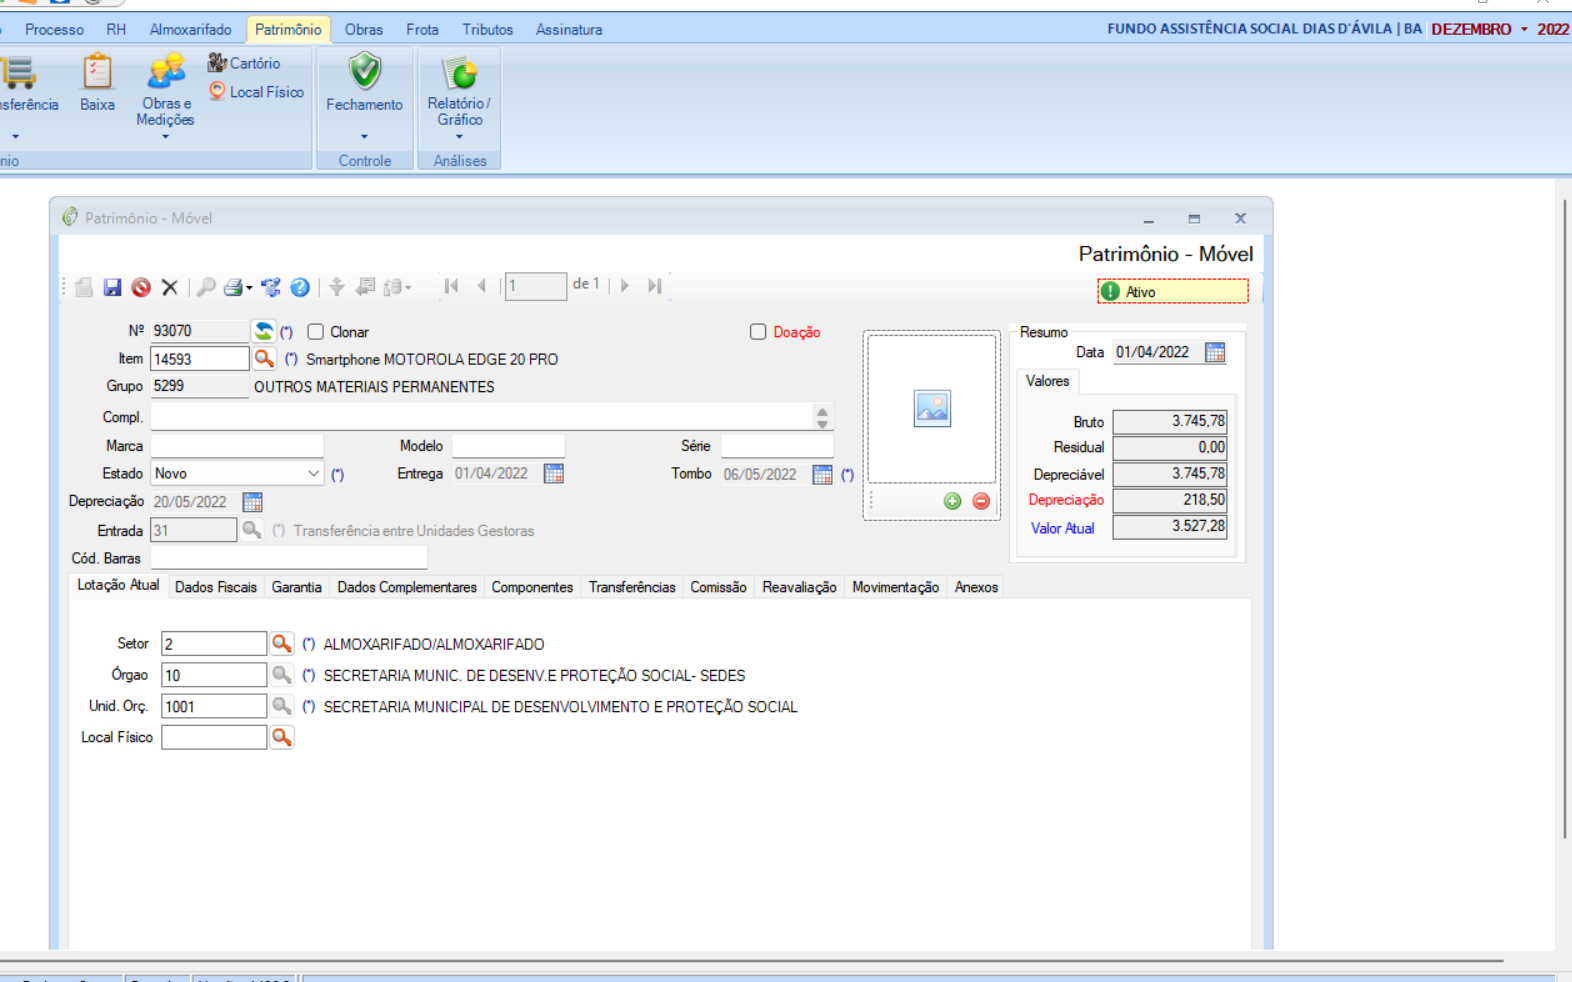 Processo RH Almoxarifado Patrimônio Obras Frota Tributos Assinatura FUNDO ASSISTÊNCIA SOCIAL DIAS D'ÁVILA | BA DEZEMBRO 2022
Cartório
Local Físico
Baixa Obras e Medições Fechamento Relatório / Gráfico
Controle Análises
Patrimônio - Móvel
Patrimônio - Móvel
1 de 1
Ativo
Nº 93070 (*) Clonar Doação
Item 14593 (*) Smartphone MOTOROLA EDGE 20 PRO
Grupo 5299 OUTROS MATERIAIS PERMANENTES
Compl.
Marca Modelo Série
Estado Novo (*) Entrega 01/04/2022 Tombo 06/05/2022 (*)
Depreciação 20/05/2022
Entrada 31 (*) Transferência entre Unidades Gestoras
Cód. Barras
Resumo
Data 01/04/2022
Valores
Bruto 3.745,78
Residual 0,00
Depreciável 3.745,78
Depreciação 218,50
Valor Atual 3.527,28
Lotação Atual Dados Fiscais Garantia Dados Complementares Componentes Transferências Comissão Reavaliação Movimentação Anexos
Setor 2 (*) ALMOXARIFADO/ALMOXARIFADO
Órgao 10 (*) SECRETARIA MUNIC. DE DESENV.E PROTEÇÃO SOCIAL- SEDES
Unid. Orç. 1001 (*) SECRETARIA MUNICIPAL DE DESENVOLVIMENTO E PROTEÇÃO SOCIAL
Local Físico